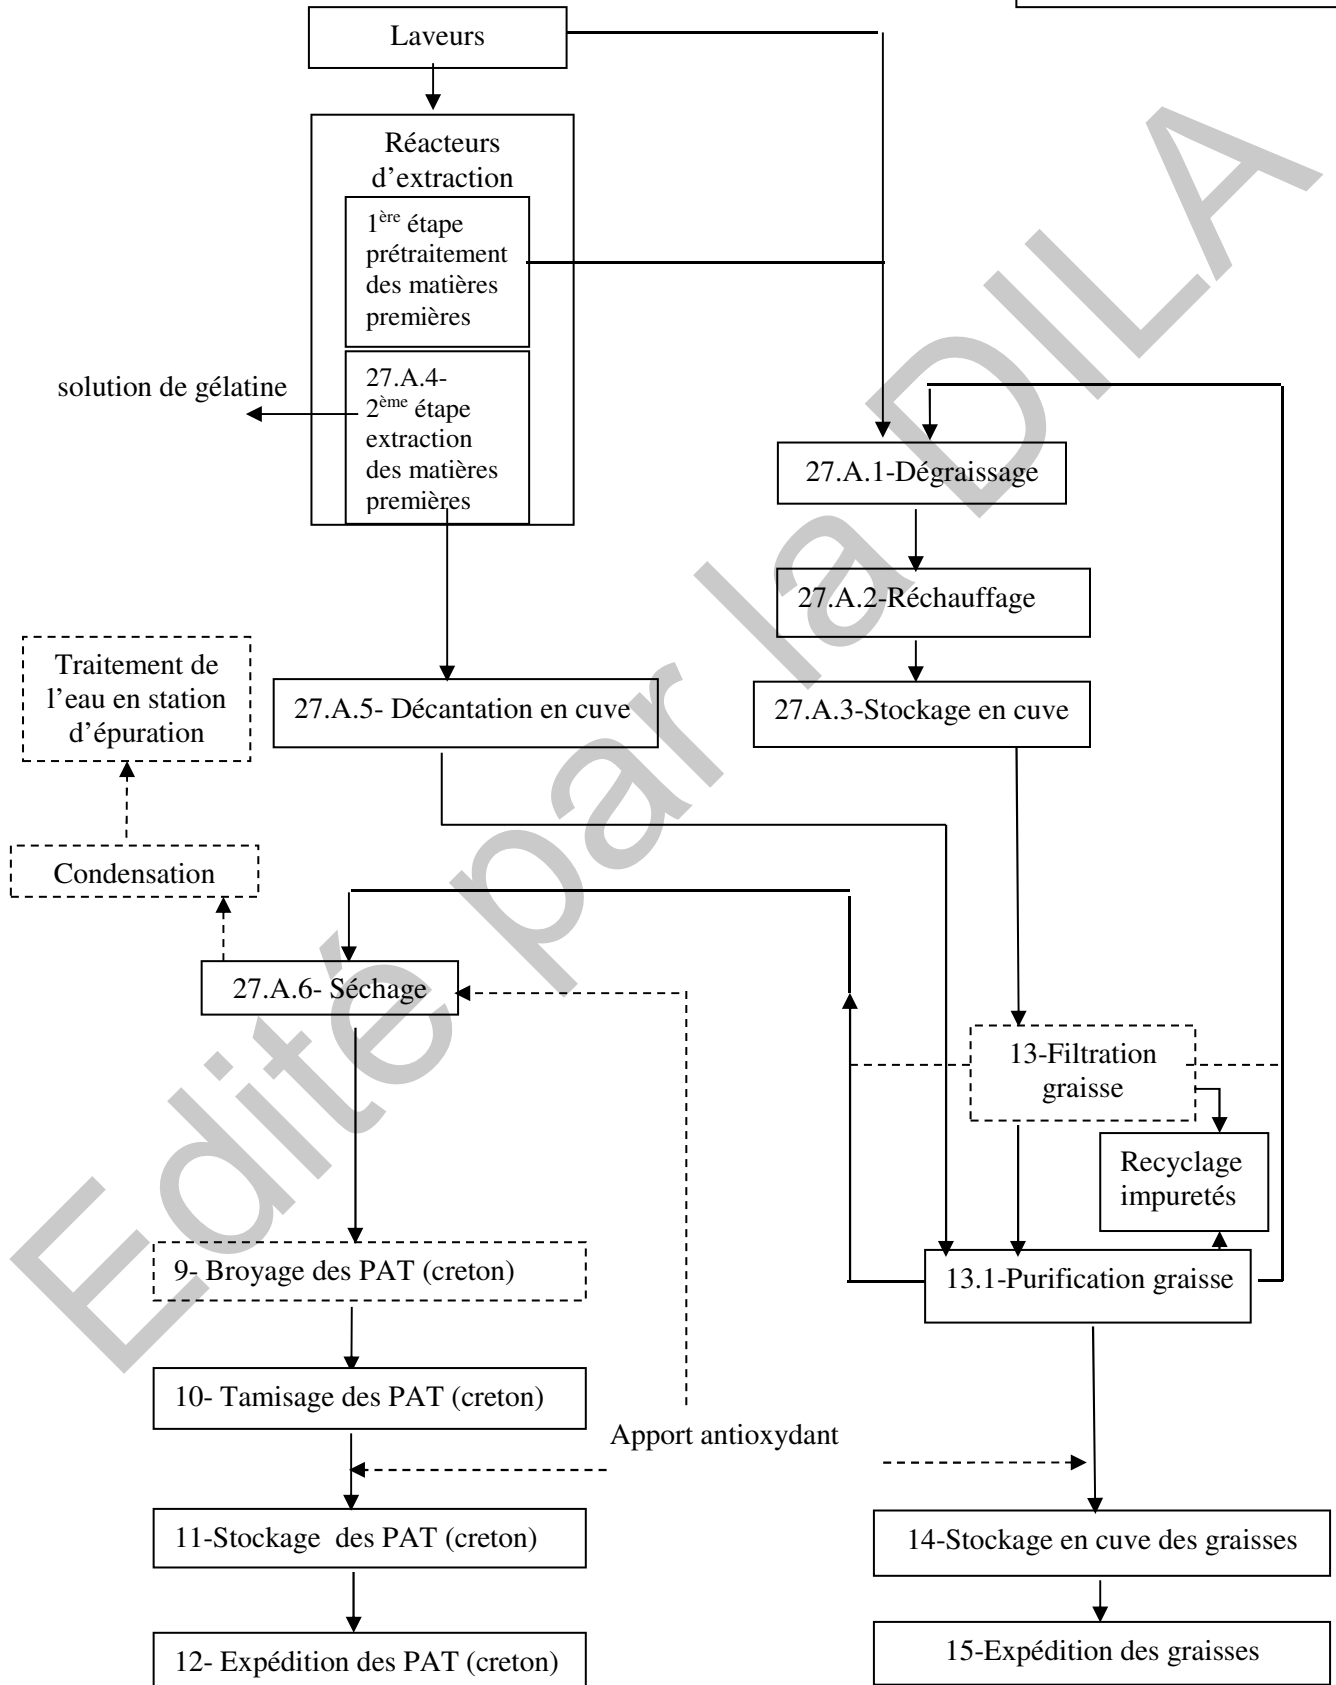 Laveurs
Réacteurs
d’extraction
1ère étape
prétraitement
des matières
premières
solution de gélatine
27.A.4-
2ème étape
extraction
des matières
premières
27.A.1-Dégraissage
27.A.2-Réchauffage
Traitement de
l’eau en station
d’épuration
27.A.5- Décantation en cuve
27.A.3-Stockage en cuve
Condensation
27.A.6- Séchage
13-Filtration
graisse
Recyclage
impuretés
9- Broyage des PAT (creton)
13.1-Purification graisse
10- Tamisage des PAT (creton)
Apport antioxydant
11-Stockage  des PAT (creton)
14-Stockage en cuve des graisses
12- Expédition des PAT (creton)
15-Expédition des graisses
Edité par la DILA